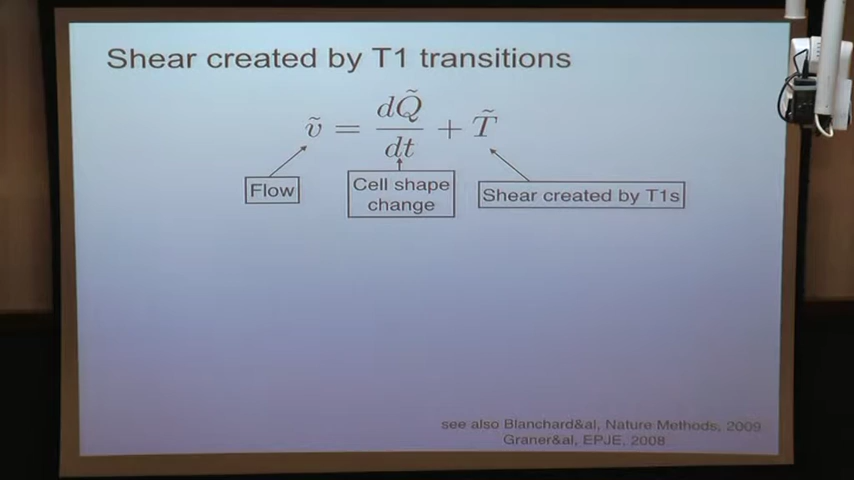 Shear created by T1 transitions
ṽ = dQ̃/dt + T̃
Flow
Cell shape
change
Shear created by T1s
see also Blanchard&al, Nature Methods, 2009
Graner&al, EPJE, 2008